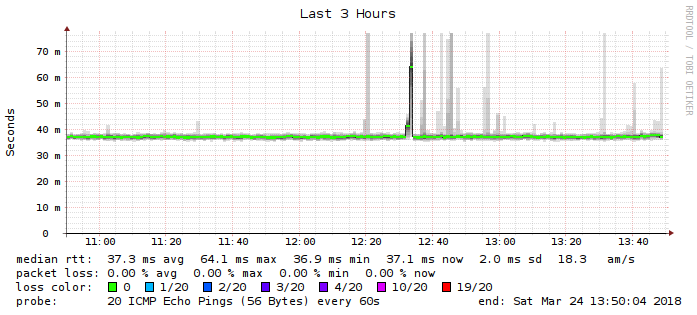 Last 3 Hours
RRDTOOL / TOBI OETIKER
Seconds
70 m
60 m
50 m
40 m
30 m
20 m
10 m
0
11:00 11:20 11:40 12:00 12:20 12:40 13:00 13:20 13:40
median rtt: 37.3 ms avg 64.1 ms max 36.9 ms min 37.1 ms now 2.0 ms sd 18.3 am/s
packet loss: 0.00 % avg 0.00 % max 0.00 % min 0.00 % now
loss color: 0 1/20 2/20 3/20 4/20 10/20 19/20
probe: 20 ICMP Echo Pings (56 Bytes) every 60s end: Sat Mar 24 13:50:04 2018